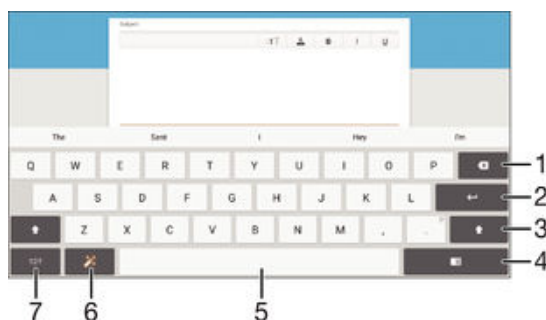 Subject
T B I U
The Sent I Hey I'm
Q W E R T Y U I O P 1
A S D F G H J K L 2
Z X C V B N M , . 3
4
7 6 5